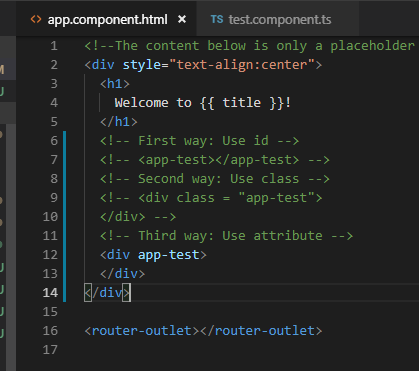 <> app.component.html × TS test.component.ts
1 <!--The content below is only a placeholder
2 <div style="text-align:center">
3 <h1>
4 Welcome to {{ title }}!
5 </h1>
6 <!-- First way: Use id -->
7 <!-- <app-test></app-test> -->
8 <!-- Second way: Use class -->
9 <!-- <div class = "app-test">
10 </div> -->
11 <!-- Third way: Use attribute -->
12 <div app-test>
13 </div>
14 </div>
15
16 <router-outlet></router-outlet>
17
M
U
U
U
U
U